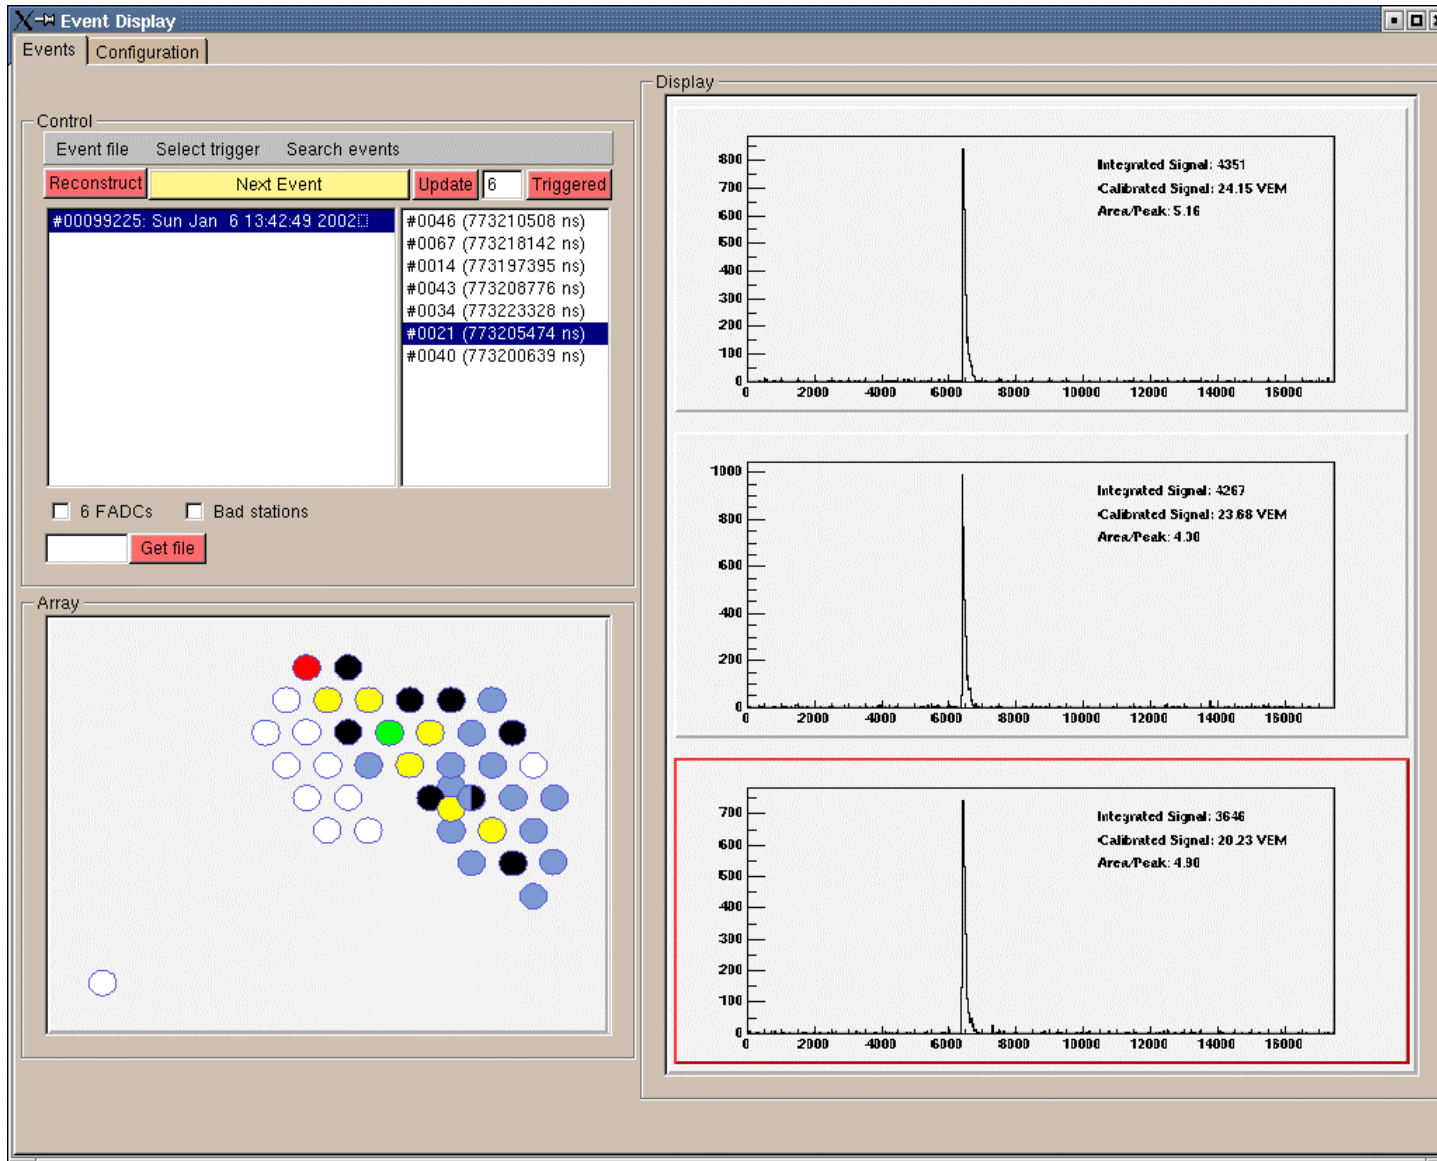 Event Display
Events Configuration
Control
Event file Select trigger Search events
Reconstruct Next Event Update 6 Triggered
#00099225: Sun Jan 6 13:42:49 2002
#0046 (773210508 ns)
#0067 (773218142 ns)
#0014 (773197395 ns)
#0043 (773208776 ns)
#0034 (773223328 ns)
#0021 (773205474 ns)
#0040 (773200639 ns)
6 FADCs Bad stations
Get file
Array
Display
800
700
600
500
400
300
200
100
0
0 2000 4000 6000 8000 10000 12000 14000 16000
Integrated Signal: 4351
Calibrated Signal: 24.15 VEM
Area/Peak: 5.16
1000
800
600
400
200
0
0 2000 4000 6000 8000 10000 12000 14000 16000
Integrated Signal: 4267
Calibrated Signal: 23.68 VEM
Area/Peak: 4.30
700
600
500
400
300
200
100
0
0 2000 4000 6000 8000 10000 12000 14000 16000
Integrated Signal: 3646
Calibrated Signal: 20.23 VEM
Area/Peak: 4.90